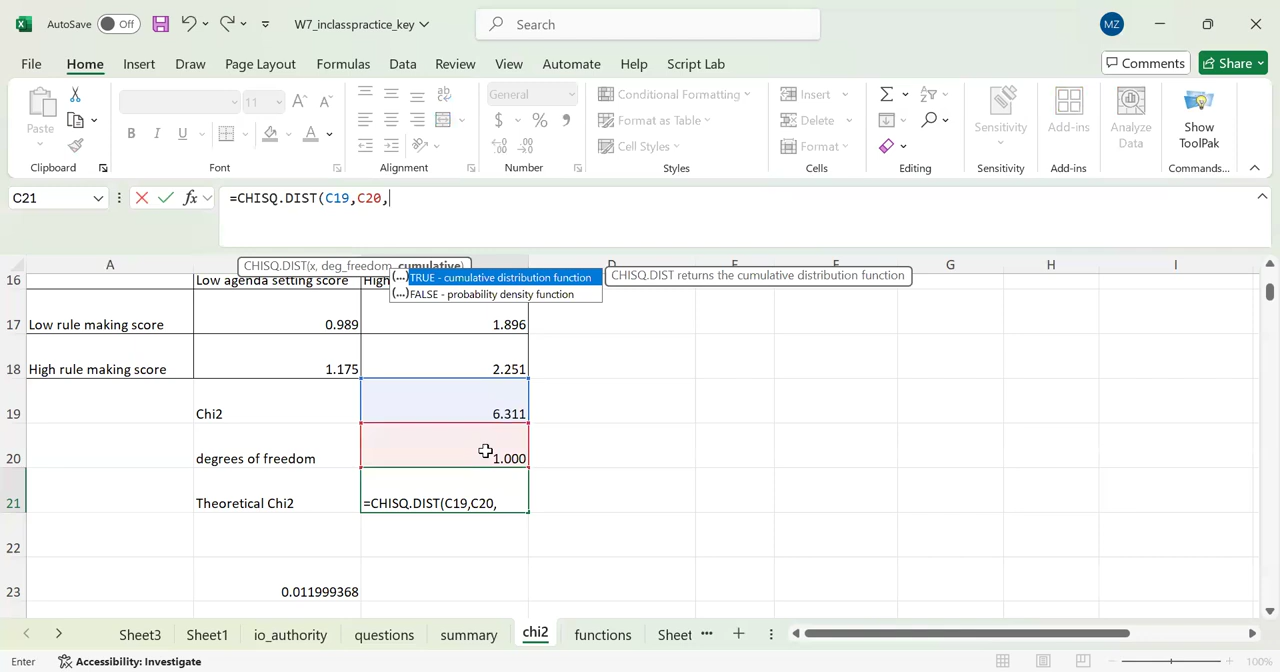 AutoSave Off W7_inclasspractice_key Search MZ
File Home Insert Draw Page Layout Formulas Data Review View Automate Help Script Lab Comments Share
Paste 11 General Conditional Formatting Insert
B I U A $ % Format as Table Delete Sensitivity Add-ins Analyze Data Show ToolPak
Cell Styles Format
Clipboard Font Alignment Number Styles Cells Editing Sensitivity Add-ins Commands...
C21 fx =CHISQ.DIST(C19,C20,
CHISQ.DIST(x, deg_freedom, cumulative)
A D E F G H I
(...) TRUE - cumulative distribution function CHISQ.DIST returns the cumulative distribution function
(...) FALSE - probability density function
16 Low agenda setting score
17 Low rule making score 0.989 1.896
18 High rule making score 1.175 2.251
19 Chi2 6.311
20 degrees of freedom 1.000
21 Theoretical Chi2 =CHISQ.DIST(C19,C20,
22
23 0.011999368
Sheet3 Sheet1 io_authority questions summary chi2 functions Sheet ...
Enter Accessibility: Investigate 100%